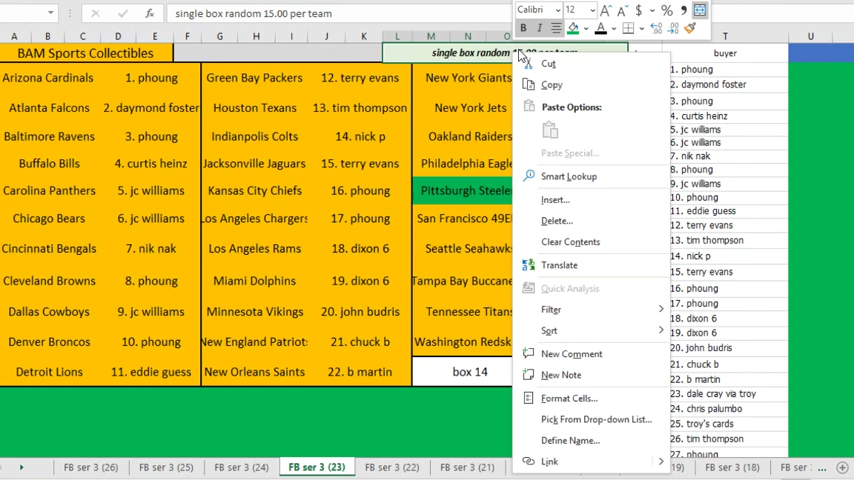 single box random 15.00 per team
Calibri 12 $ %
B A
A B C D E F G H I J K L M N O T U
BAM Sports Collectibles
single box random 15.00 per team
buyer
Arizona Cardinals 1. phoung Green Bay Packers 12. terry evans New York Giants
Atlanta Falcons 2. daymond foster Houston Texans 13. tim thompson New York Jets
Baltimore Ravens 3. phoung Indianpolis Colts 14. nick p Oakland Raiders
Buffalo Bills 4. curtis heinz Jacksonville Jaguars 15. terry evans Philadelphia Eagle
Carolina Panthers 5. jc williams Kansas City Chiefs 16. phoung Pittsburgh Steeler
Chicago Bears 6. jc williams Los Angeles Chargers 17. phoung San Francisco 49E
Cincinnati Bengals 7. nik nak Los Angeles Rams 18. dixon 6 Seattle Seahawk
Cleveland Browns 8. phoung Miami Dolphins 19. dixon 6 Tampa Bay Buccane
Dallas Cowboys 9. jc williams Minnesota Vikings 20. john budris Tennessee Titans
Denver Broncos 10. phoung New England Patriots 21. chuck b Washington Redsk
Detroit Lions 11. eddie guess New Orleans Saints 22. b martin box 14
Cut
Copy
Paste Options:
Paste Special...
Smart Lookup
Insert...
Delete...
Clear Contents
Translate
Quick Analysis
Filter
Sort
New Comment
New Note
Format Cells...
Pick From Drop-down List...
Define Name...
Link
1. phoung
2. daymond foster
3. phoung
4. curtis heinz
5. jc williams
6. jc williams
7. nik nak
8. phoung
9. jc williams
10. phoung
11. eddie guess
12. terry evans
13. tim thompson
14. nick p
15. terry evans
16. phoung
17. phoung
18. dixon 6
19. dixon 6
20. john budris
21. chuck b
22. b martin
23. dale cray via troy
24. chris palumbo
25. troy's cards
26. tim thompson
27. phoung
FB ser 3 (26) FB ser 3 (25) FB ser 3 (24) FB ser 3 (23) FB ser 3 (22) FB ser 3 (21) (19) FB ser 3 (18) FB ser : ...